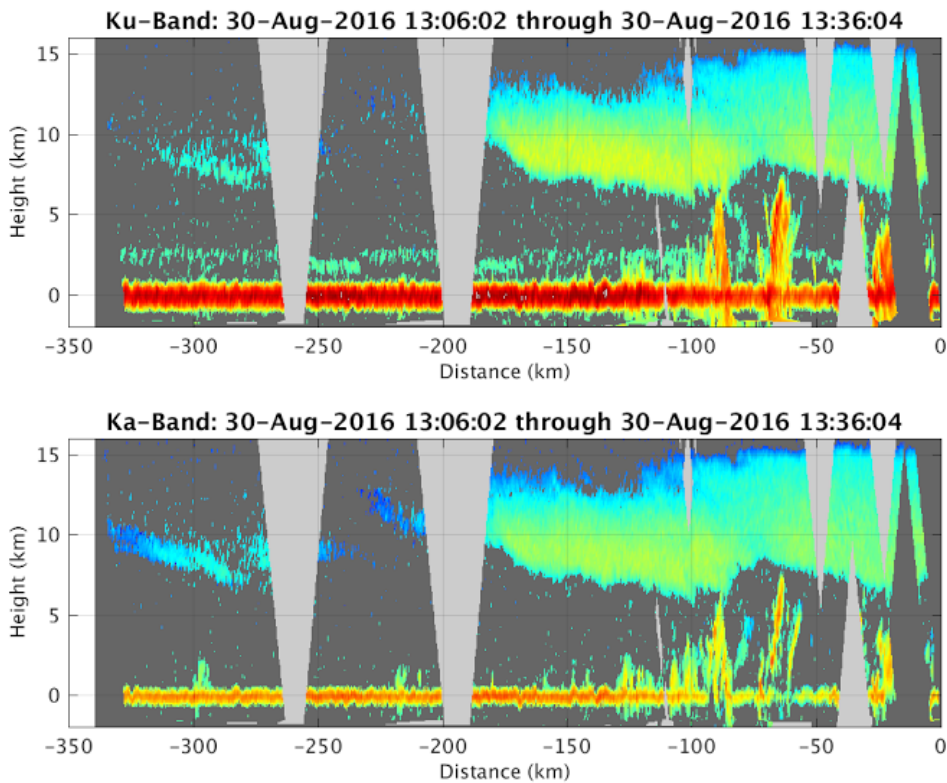 Ku-Band: 30-Aug-2016 13:06:02 through 30-Aug-2016 13:36:04
15
10
5
0
Height (km)
−350 −300 −250 −200 −150 −100 −50 0
Distance (km)
Ka-Band: 30-Aug-2016 13:06:02 through 30-Aug-2016 13:36:04
15
10
5
0
Height (km)
−350 −300 −250 −200 −150 −100 −50 0
Distance (km)